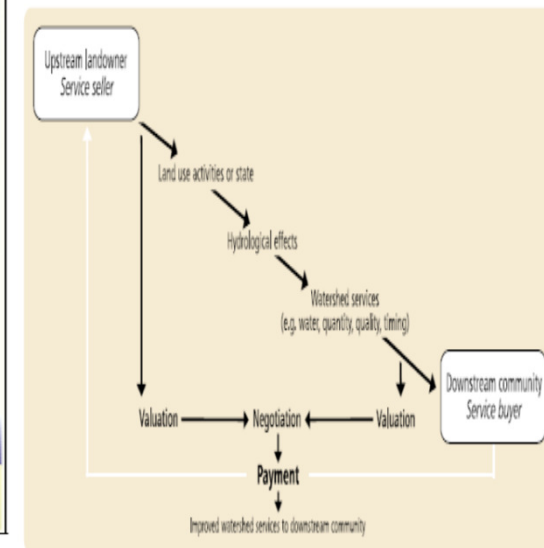 Upstream landowner
Service seller
Land use activities or state
Hydrological effects
Watershed services
(e.g. water, quantity, quality, timing)
Downstream community
Service buyer
Valuation
Negotiation
Valuation
Payment
Improved watershed services to downstream community